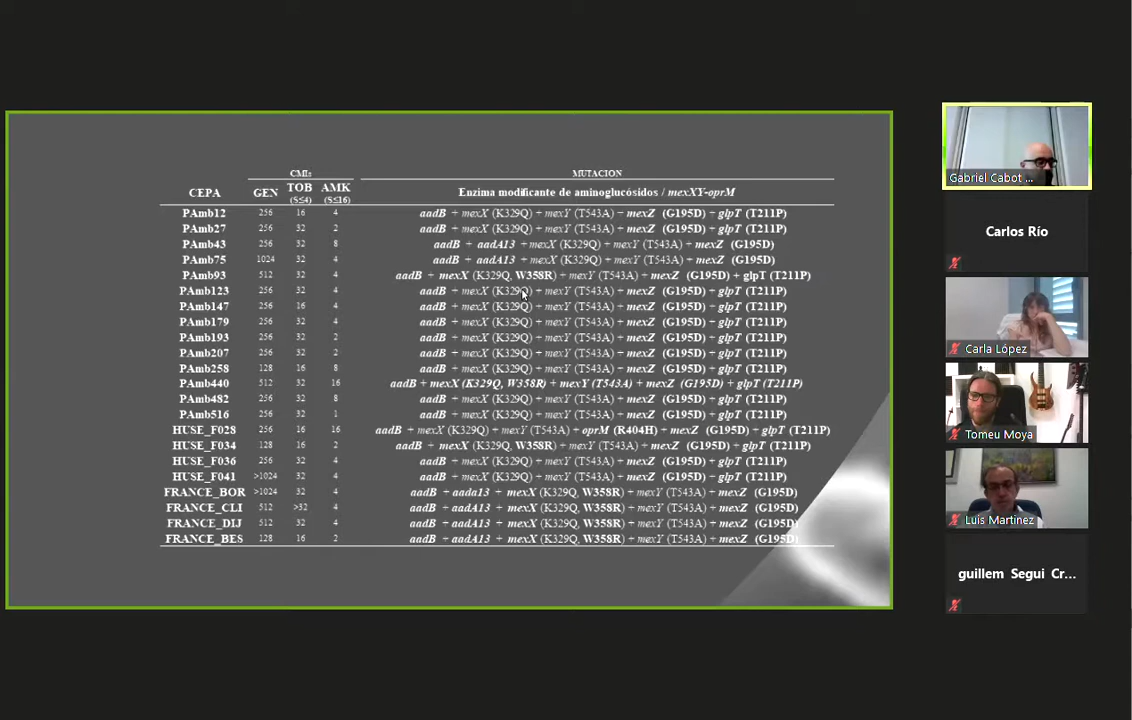 CMIs MUTACION
CEPA GEN TOB (S≤4) AMK (S≤16) Enzima modificante de aminoglucósidos / mexXY-oprM
PAmb12 256 16 4 aadB + mexX (K329Q) + mexY (T543A) + mexZ (G195D) + glpT (T211P)
PAmb27 256 32 2 aadB + mexX (K329Q) + mexY (T543A) + mexZ (G195D) + glpT (T211P)
PAmb43 256 32 8 aadB + aadA13 + mexX (K329Q) + mexY (T543A) + mexZ (G195D)
PAmb75 1024 32 4 aadB + aadA13 + mexX (K329Q) + mexY (T543A) + mexZ (G195D)
PAmb93 512 32 4 aadB + mexX (K329Q, W358R) + mexY (T543A) + mexZ (G195D) + glpT (T211P)
PAmb123 256 32 4 aadB + mexX (K329Q) + mexY (T543A) + mexZ (G195D) + glpT (T211P)
PAmb147 256 16 4 aadB + mexX (K329Q) + mexY (T543A) + mexZ (G195D) + glpT (T211P)
PAmb179 256 32 4 aadB + mexX (K329Q) + mexY (T543A) + mexZ (G195D) + glpT (T211P)
PAmb193 256 32 2 aadB + mexX (K329Q) + mexY (T543A) + mexZ (G195D) + glpT (T211P)
PAmb207 256 32 2 aadB + mexX (K329Q) + mexY (T543A) + mexZ (G195D) + glpT (T211P)
PAmb258 128 16 8 aadB + mexX (K329Q) + mexY (T543A) + mexZ (G195D) + glpT (T211P)
PAmb440 512 32 16 aadB + mexX (K329Q, W358R) + mexY (T543A) + mexZ (G195D) + glpT (T211P)
PAmb482 256 32 8 aadB + mexX (K329Q) + mexY (T543A) + mexZ (G195D) + glpT (T211P)
PAmb516 256 32 1 aadB + mexX (K329Q) + mexY (T543A) + mexZ (G195D) + glpT (T211P)
HUSE_F028 256 16 16 aadB + mexX (K329Q) + mexY (T543A) + oprM (R404H) + mexZ (G195D) + glpT (T211P)
HUSE_F034 128 16 2 aadB + mexX (K329Q, W358R) + mexY (T543A) + mexZ (G195D) + glpT (T211P)
HUSE_F036 256 32 4 aadB + mexX (K329Q) + mexY (T543A) + mexZ (G195D) + glpT (T211P)
HUSE_F041 >1024 32 4 aadB + mexX (K329Q) + mexY (T543A) + mexZ (G195D) + glpT (T211P)
FRANCE_BOR >1024 32 4 aadB + aada13 + mexX (K329Q, W358R) + mexY (T543A) + mexZ (G195D)
FRANCE_CLI 512 >32 4 aadB + aadA13 + mexX (K329Q, W358R) + mexY (T543A) + mexZ (G195D)
FRANCE_DIJ 512 32 4 aadB + aadA13 + mexX (K329Q, W358R) + mexY (T543A) + mexZ (G195D)
FRANCE_BES 128 16 2 aadB + aadA13 + mexX (K329Q, W358R) + mexY (T543A) + mexZ (G195D)
Gabriel Cabot ...
Carlos Río
Carla López
Tomeu Moya
Luis Martinez
guillem Segui Cr...